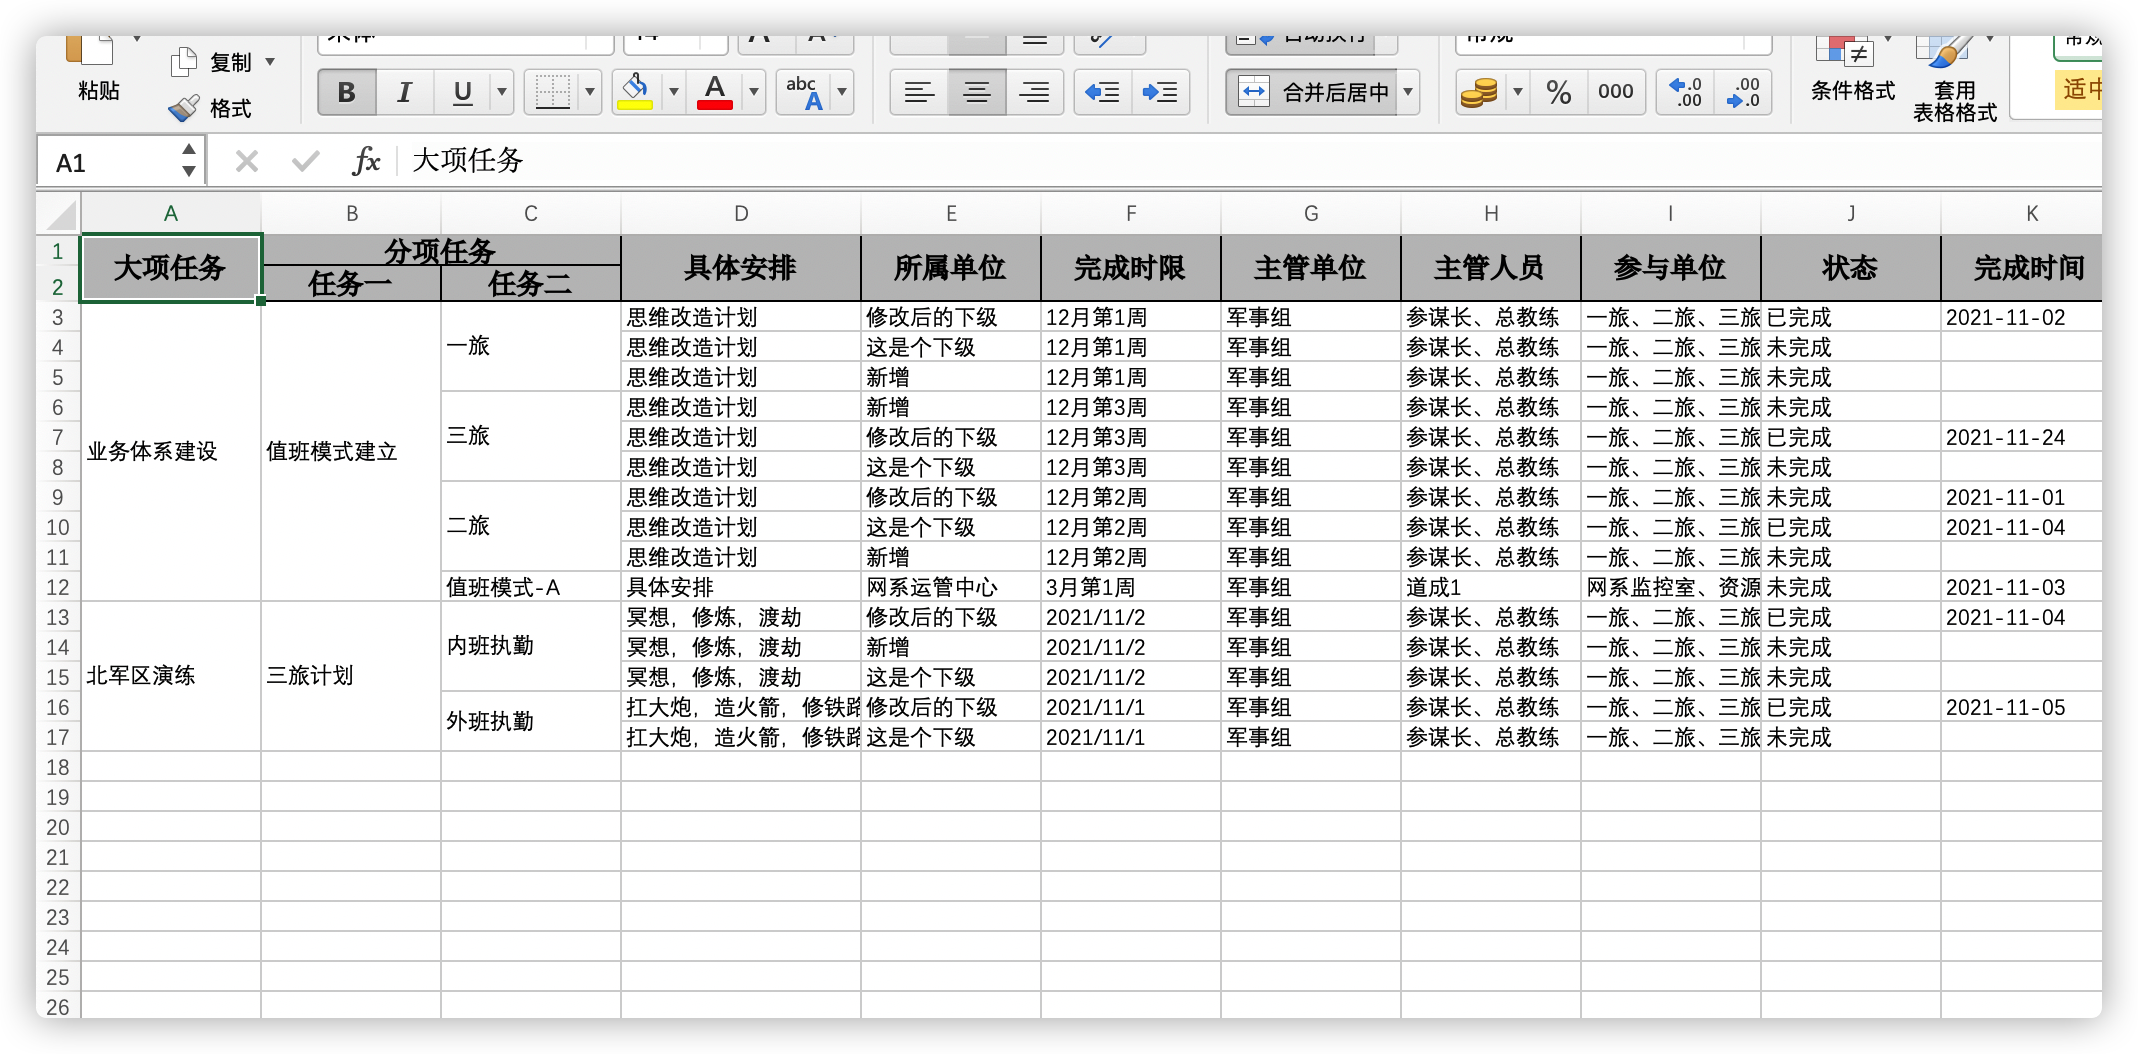 粘贴
复制
格式
B I U A abc A
自动换行
合并后居中
% 000 .0 .00 .00 .0
条件格式
套用
表格格式
适中
A1 fx 大项任务
A B C D E F G H I J K
1 大项任务 分项任务 具体安排 所属单位 完成时限 主管单位 主管人员 参与单位 状态 完成时间
2 任务一 任务二
3 思维改造计划 修改后的下级 12月第1周 军事组 参谋长、总教练 一旅、二旅、三旅 已完成 2021-11-02
4 业务体系建设 值班模式建立 一旅 思维改造计划 这是个下级 12月第1周 军事组 参谋长、总教练 一旅、二旅、三旅 未完成
5 思维改造计划 新增 12月第1周 军事组 参谋长、总教练 一旅、二旅、三旅 未完成
6 思维改造计划 新增 12月第3周 军事组 参谋长、总教练 一旅、二旅、三旅 未完成
7 三旅 思维改造计划 修改后的下级 12月第3周 军事组 参谋长、总教练 一旅、二旅、三旅 已完成 2021-11-24
8 思维改造计划 这是个下级 12月第3周 军事组 参谋长、总教练 一旅、二旅、三旅 未完成
9 思维改造计划 修改后的下级 12月第2周 军事组 参谋长、总教练 一旅、二旅、三旅 未完成 2021-11-01
10 二旅 思维改造计划 这是个下级 12月第2周 军事组 参谋长、总教练 一旅、二旅、三旅 已完成 2021-11-04
11 思维改造计划 新增 12月第2周 军事组 参谋长、总教练 一旅、二旅、三旅 未完成
12 值班模式-A 具体安排 网系运管中心 3月第1周 军事组 道成1 网系监控室、资源 未完成 2021-11-03
13 冥想，修炼，渡劫 修改后的下级 2021/11/2 军事组 参谋长、总教练 一旅、二旅、三旅 已完成 2021-11-04
14 内班执勤 冥想，修炼，渡劫 新增 2021/11/2 军事组 参谋长、总教练 一旅、二旅、三旅 未完成
15 北军区演练 三旅计划 冥想，修炼，渡劫 这是个下级 2021/11/2 军事组 参谋长、总教练 一旅、二旅、三旅 未完成
16 外班执勤 扛大炮，造火箭，修铁路 修改后的下级 2021/11/1 军事组 参谋长、总教练 一旅、二旅、三旅 已完成 2021-11-05
17 扛大炮，造火箭，修铁路 这是个下级 2021/11/1 军事组 参谋长、总教练 一旅、二旅、三旅 未完成
18
19
20
21
22
23
24
25
26